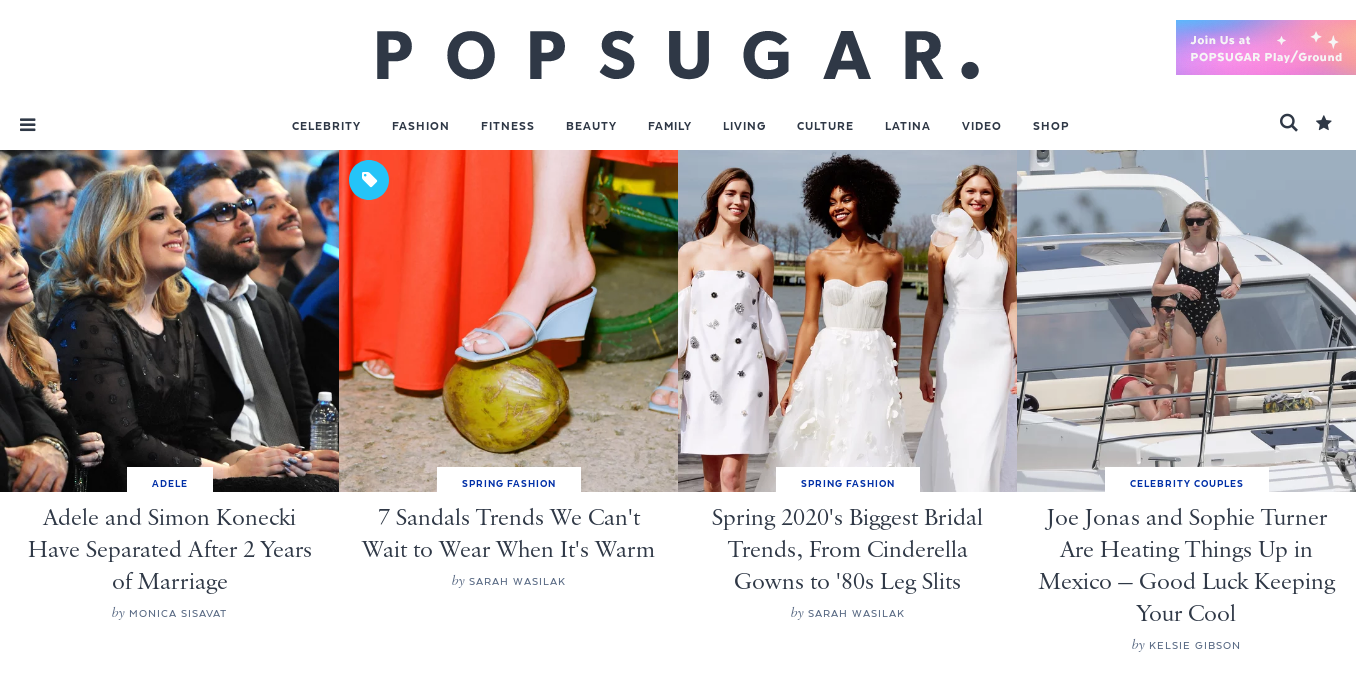 POPSUGAR.
Join Us at
POPSUGAR Play/Ground
CELEBRITY FASHION FITNESS BEAUTY FAMILY LIVING CULTURE LATINA VIDEO SHOP
ADELE
Adele and Simon Konecki
Have Separated After 2 Years
of Marriage
by MONICA SISAVAT
SPRING FASHION
7 Sandals Trends We Can't
Wait to Wear When It's Warm
by SARAH WASILAK
SPRING FASHION
Spring 2020's Biggest Bridal
Trends, From Cinderella
Gowns to '80s Leg Slits
by SARAH WASILAK
CELEBRITY COUPLES
Joe Jonas and Sophie Turner
Are Heating Things Up in
Mexico — Good Luck Keeping
Your Cool
by KELSIE GIBSON